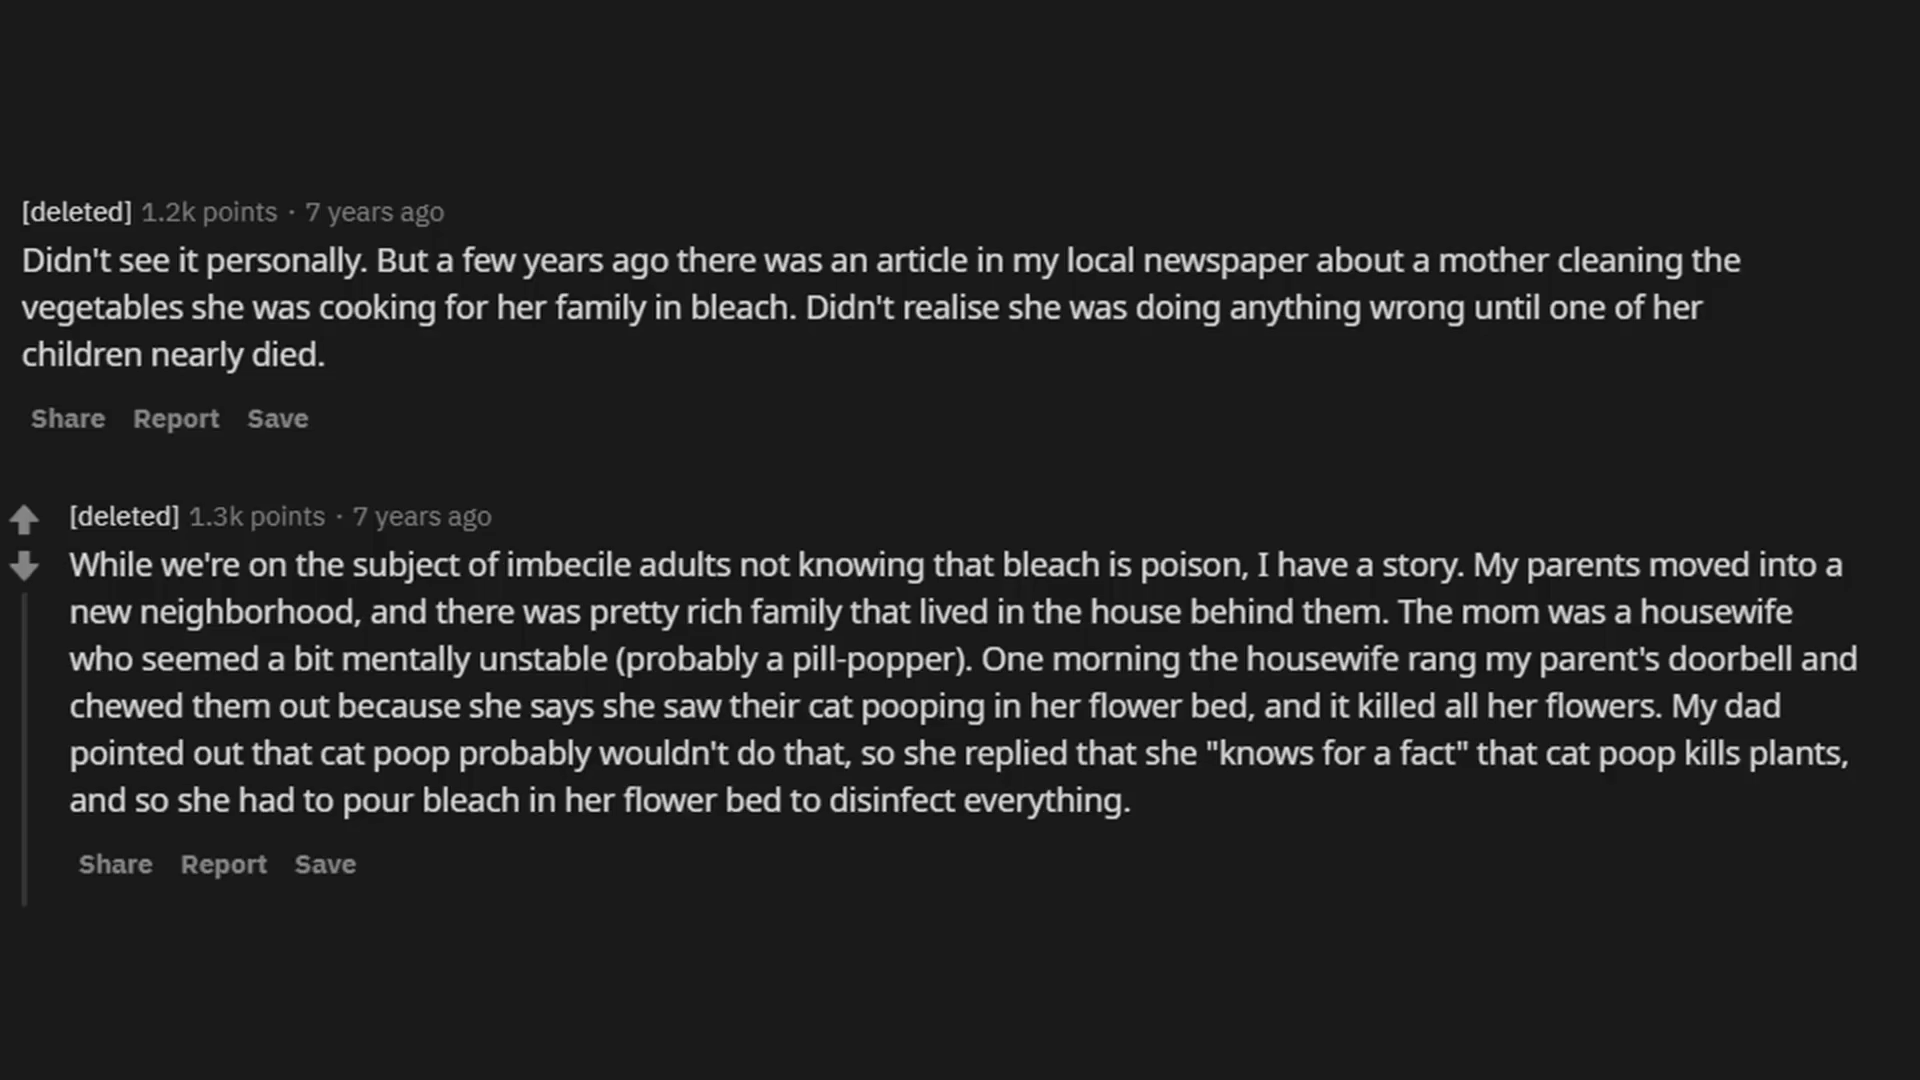 [deleted] 1.2k points · 7 years ago
Didn't see it personally. But a few years ago there was an article in my local newspaper about a mother cleaning the
vegetables she was cooking for her family in bleach. Didn't realise she was doing anything wrong until one of her
children nearly died.
Share Report Save
[deleted] 1.3k points · 7 years ago
While we're on the subject of imbecile adults not knowing that bleach is poison, I have a story. My parents moved into a
new neighborhood, and there was pretty rich family that lived in the house behind them. The mom was a housewife
who seemed a bit mentally unstable (probably a pill-popper). One morning the housewife rang my parent's doorbell and
chewed them out because she says she saw their cat pooping in her flower bed, and it killed all her flowers. My dad
pointed out that cat poop probably wouldn't do that, so she replied that she "knows for a fact" that cat poop kills plants,
and so she had to pour bleach in her flower bed to disinfect everything.
Share Report Save